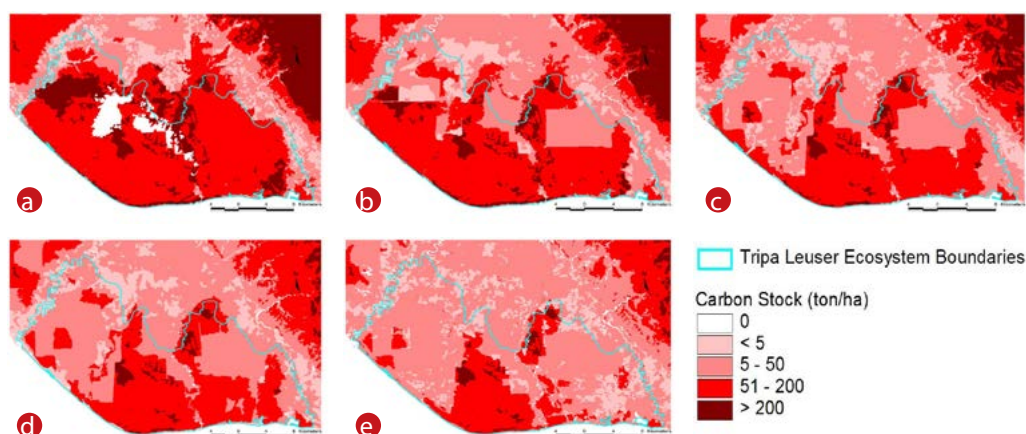 a
b
c
d
e
Tripa Leuser Ecosystem Boundaries
Carbon Stock (ton/ha)
0
< 5
5 - 50
51 - 200
> 200